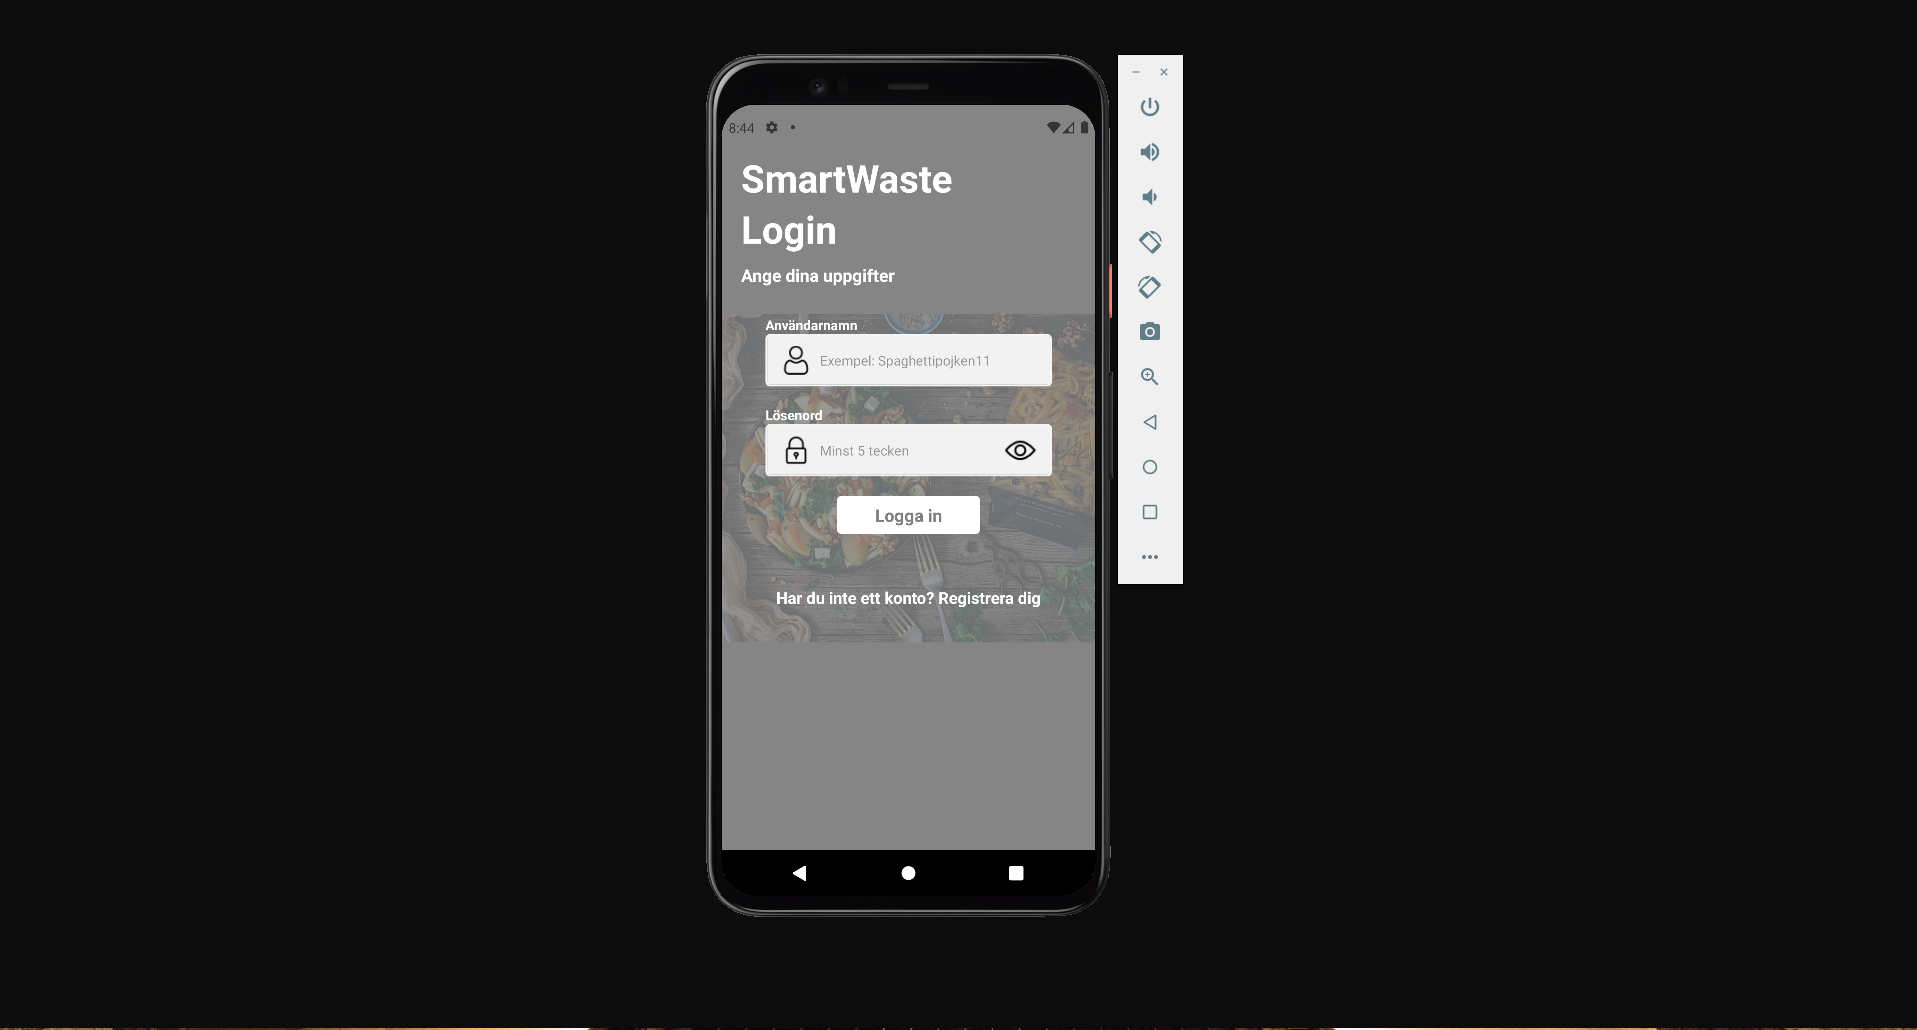 8:44
SmartWaste
Login
Ange dina uppgifter
Användarnamn
Exempel: Spaghettipojken11
Lösenord
Minst 5 tecken
Logga in
Har du inte ett konto? Registrera dig